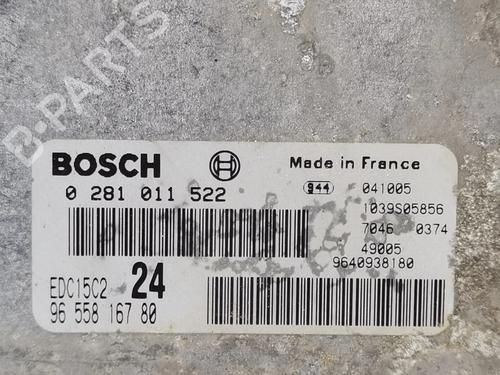 B-PARTS
BOSCH
Made in France
0 281 011 522
944 041005
1039S05856
7046 0374
49005
9640938180
EDC15C2 24
96 558 167 80